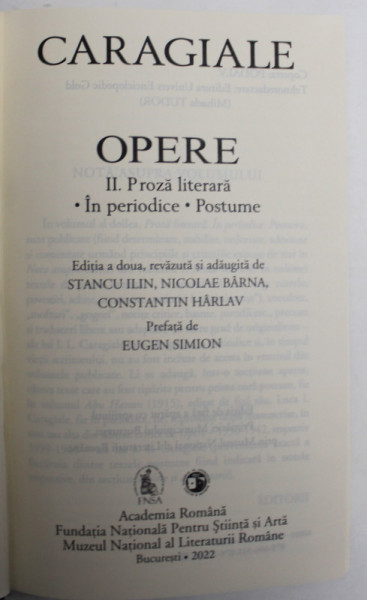 CARAGIALE
OPERE
II. Proză literară
• În periodice • Postume
Ediția a doua, revăzută și adăugită de
STANCU ILIN, NICOLAE BÂRNA,
CONSTANTIN HÂRLAV
Prefață de
EUGEN SIMION
FNSA
Academia Română
Fundația Națională Pentru Știință și Artă
Muzeul Național al Literaturii Române
București • 2022